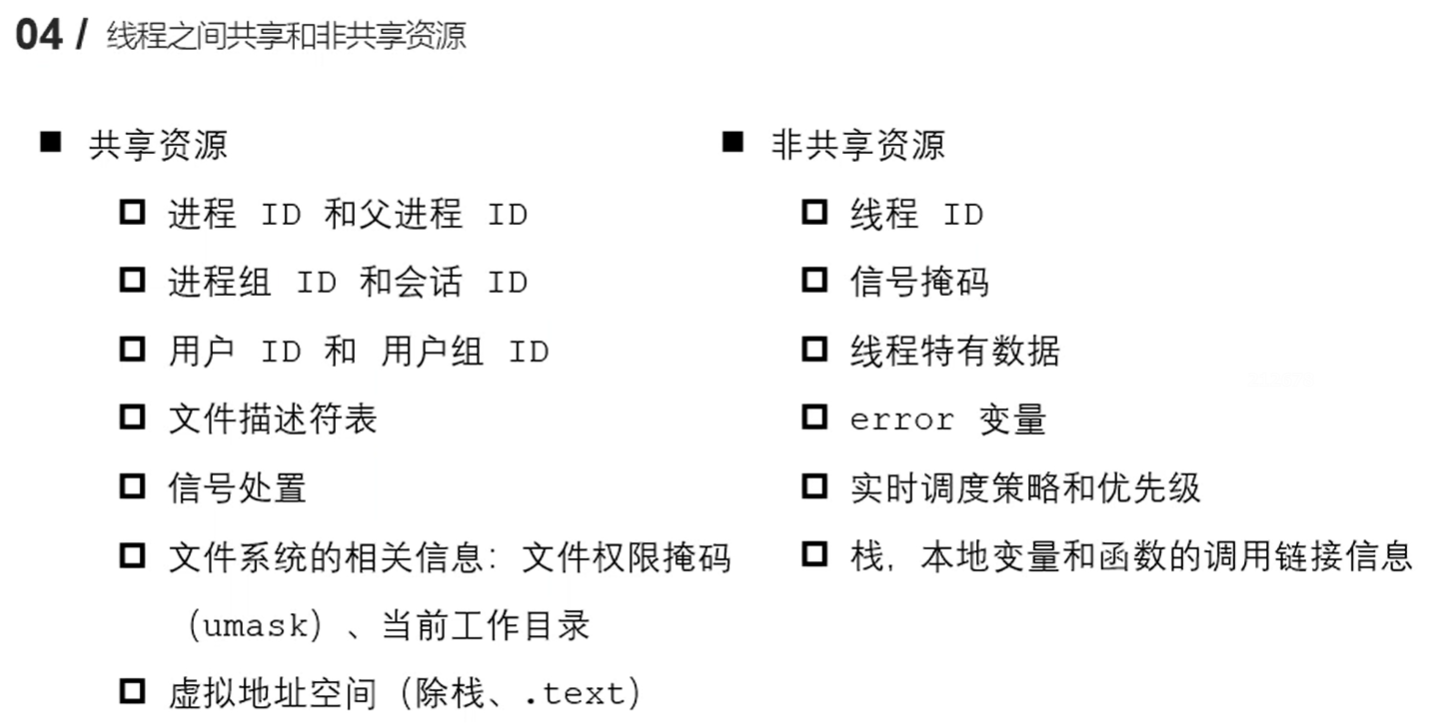 04 / 线程之间共享和非共享资源
■ 共享资源
进程 ID 和父进程 ID
进程组 ID 和会话 ID
用户 ID 和 用户组 ID
文件描述符表
信号处置
文件系统的相关信息：文件权限掩码
（umask）、当前工作目录
虚拟地址空间（除栈、.text）
■ 非共享资源
线程 ID
信号掩码
线程特有数据
error 变量
实时调度策略和优先级
栈，本地变量和函数的调用链接信息